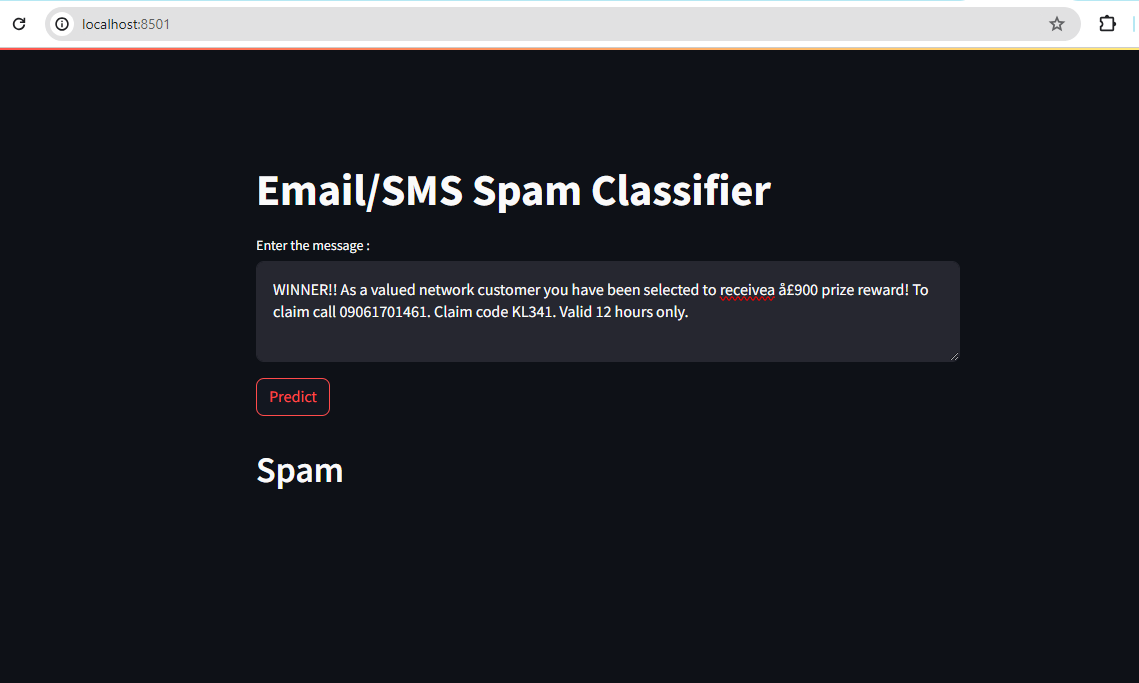 localhost:8501
Email/SMS Spam Classifier
Enter the message :
WINNER!! As a valued network customer you have been selected to receivea å£900 prize reward! To
claim call 09061701461. Claim code KL341. Valid 12 hours only.
Predict
Spam